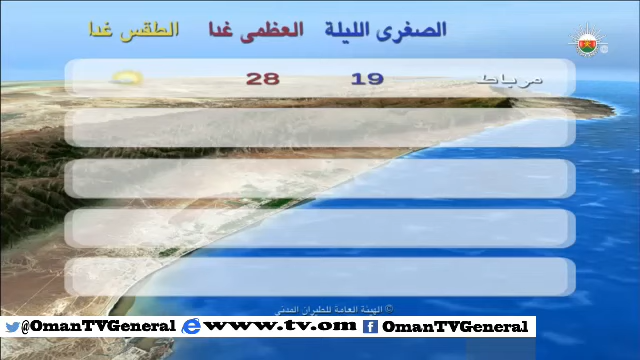 الصغرى الليلة العظمى غدا الطقس غدا
مرباط 19 28
© الهيئة العامة للطيران المدني
@OmanTVGeneral www.tv.om OmanTVGeneral